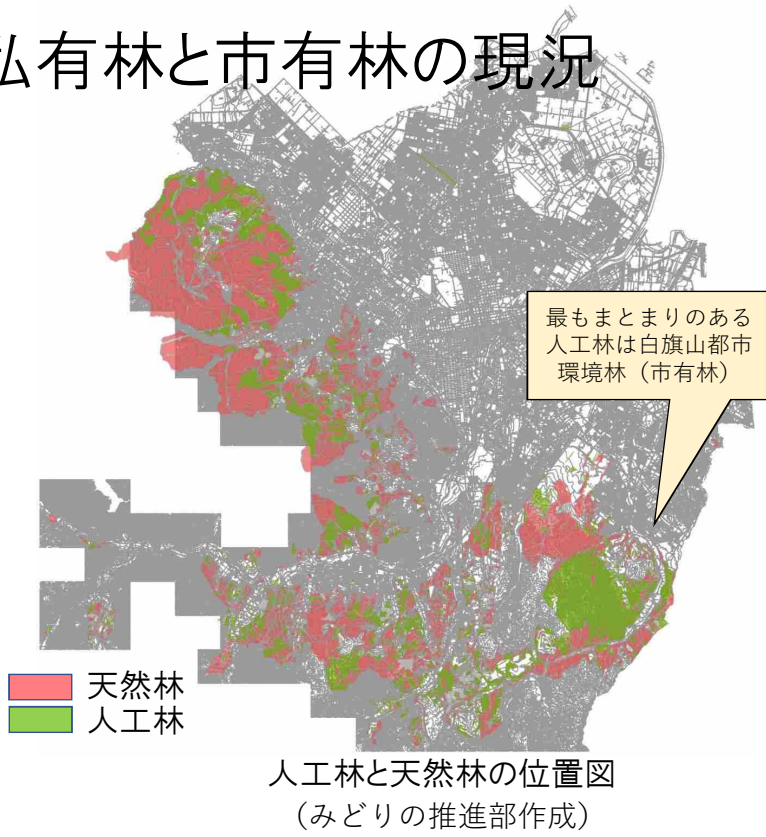 私有林と市有林の現況
最もまとまりのある
人工林は白旗山都市
環境林（市有林）
天然林
人工林
人工林と天然林の位置図
（みどりの推進部作成）